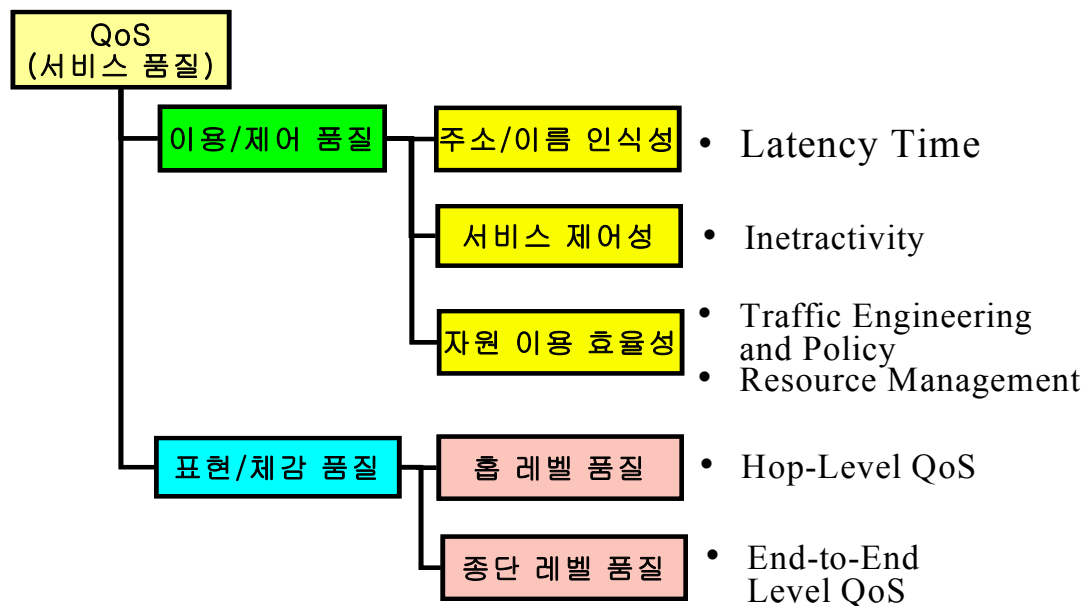 QoS
(서비스 품질)
이용/제어 품질
주소/이름 인식성
• Latency Time
서비스 제어성
• Inetractivity
자원 이용 효율성
• Traffic Engineering
and Policy
• Resource Management
표현/체감 품질
홉 레벨 품질
• Hop-Level QoS
종단 레벨 품질
• End-to-End
Level QoS